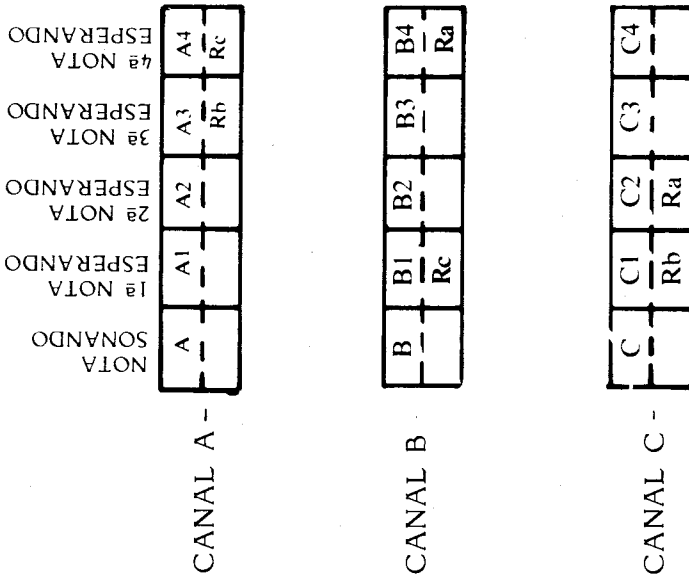 NOTA
SONANDO
1ª NOTA
ESPERANDO
2ª NOTA
ESPERANDO
3ª NOTA
ESPERANDO
4ª NOTA
ESPERANDO
CANAL A - A A1 A2 A3 A4
Rb Rc
CANAL B - B B1 B2 B3 B4
Rc Ra
CANAL C - C C1 C2 C3 C4
Rb Ra